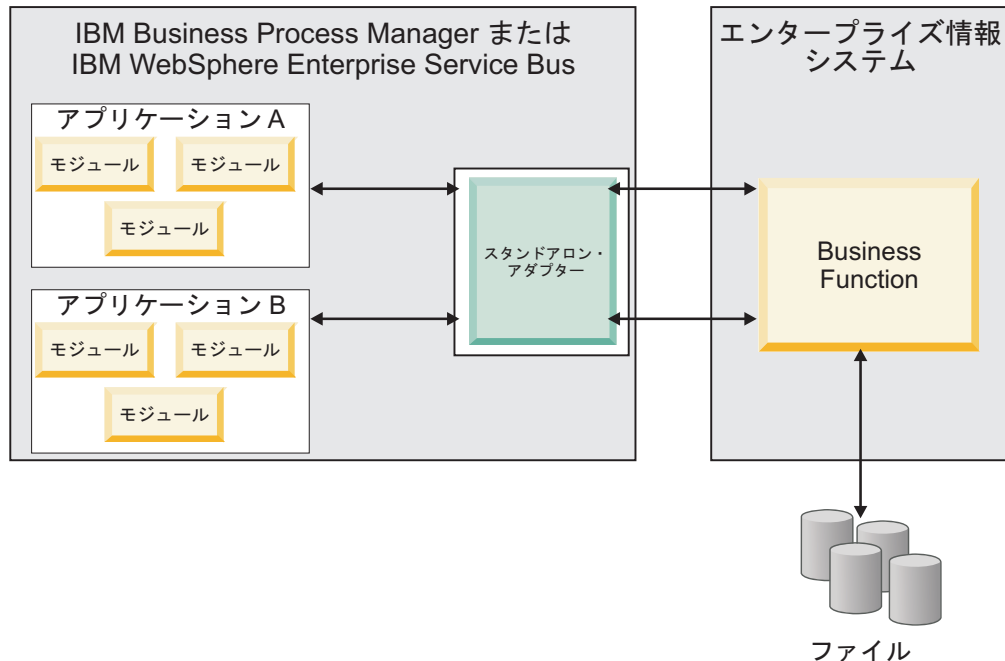 IBM Business Process Manager または
IBM WebSphere Enterprise Service Bus
アプリケーション A
モジュール
モジュール
モジュール
アプリケーション B
モジュール
モジュール
モジュール
スタンドアロン・
アダプター
エンタープライズ情報
システム
Business
Function
ファイル